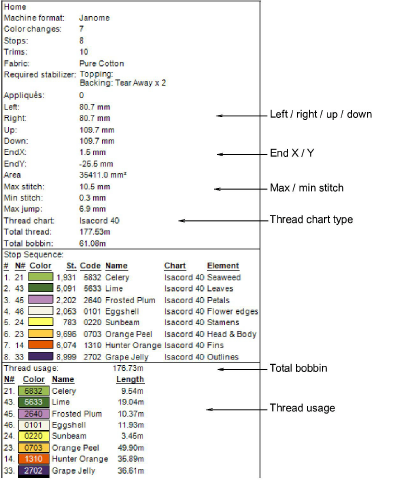 Home
Machine format: Janome
Color changes: 7
Stops: 8
Trims: 10
Fabric: Pure Cotton
Required stabilizer: Topping:
Backing: Tear Away x 2
Appliqués: 0
Left: 80.7 mm
Right: 80.7 mm
Up: 109.7 mm
Down: 109.7 mm
EndX: 1.5 mm
EndY: -25.5 mm
Area 35411.0 mm²
Max stitch: 10.5 mm
Min stitch: 0.3 mm
Max jump: 6.9 mm
Thread chart: Isacord 40
Total thread: 177.53m
Total bobbin: 61.08m
Left / right / up / down
End X / Y
Max / min stitch
Thread chart type
Stop Sequence:
# N# Color St. Code Name Chart Element
1. 21 1,931 5832 Celery Isacord 40 Seaweed
2. 43 5,091 5633 Lime Isacord 40 Leaves
3. 45 2,202 2640 Frosted Plum Isacord 40 Petals
4. 46 2,053 0101 Eggshell Isacord 40 Flower edges
5. 24 783 0220 Sunbeam Isacord 40 Stamens
6. 23 9,696 0703 Orange Peel Isacord 40 Head & Body
7. 14 6,074 1310 Hunter Orange Isacord 40 Fins
8. 33 8,999 2702 Grape Jelly Isacord 40 Outlines
Thread usage: 176.73m
Total bobbin
N# Color Name Length
21. 5832 Celery 9.54m
43. 5633 Lime 19.04m
45. 2640 Frosted Plum 10.37m
46. 0101 Eggshell 11.93m
24. 0220 Sunbeam 3.45m
23. 0703 Orange Peel 49.90m
14. 1310 Hunter Orange 35.89m
33. 2702 Grape Jelly 36.61m
Thread usage